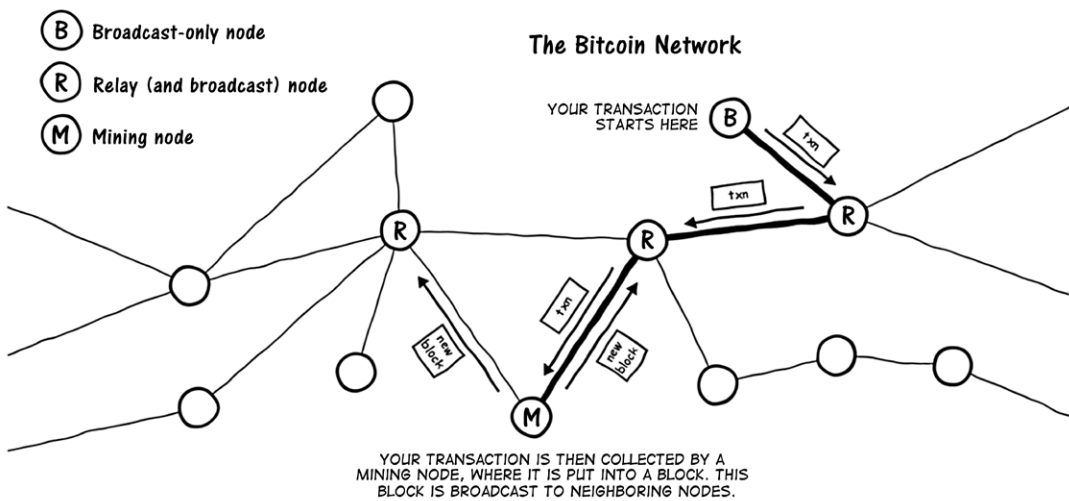 B Broadcast-only node
The Bitcoin Network
R Relay (and broadcast) node
M Mining node
YOUR TRANSACTION
STARTS HERE
B
txn
txn
R
R
R
txn
new
block
new
block
M
YOUR TRANSACTION IS THEN COLLECTED BY A
MINING NODE, WHERE IT IS PUT INTO A BLOCK. THIS
BLOCK IS BROADCAST TO NEIGHBORING NODES.